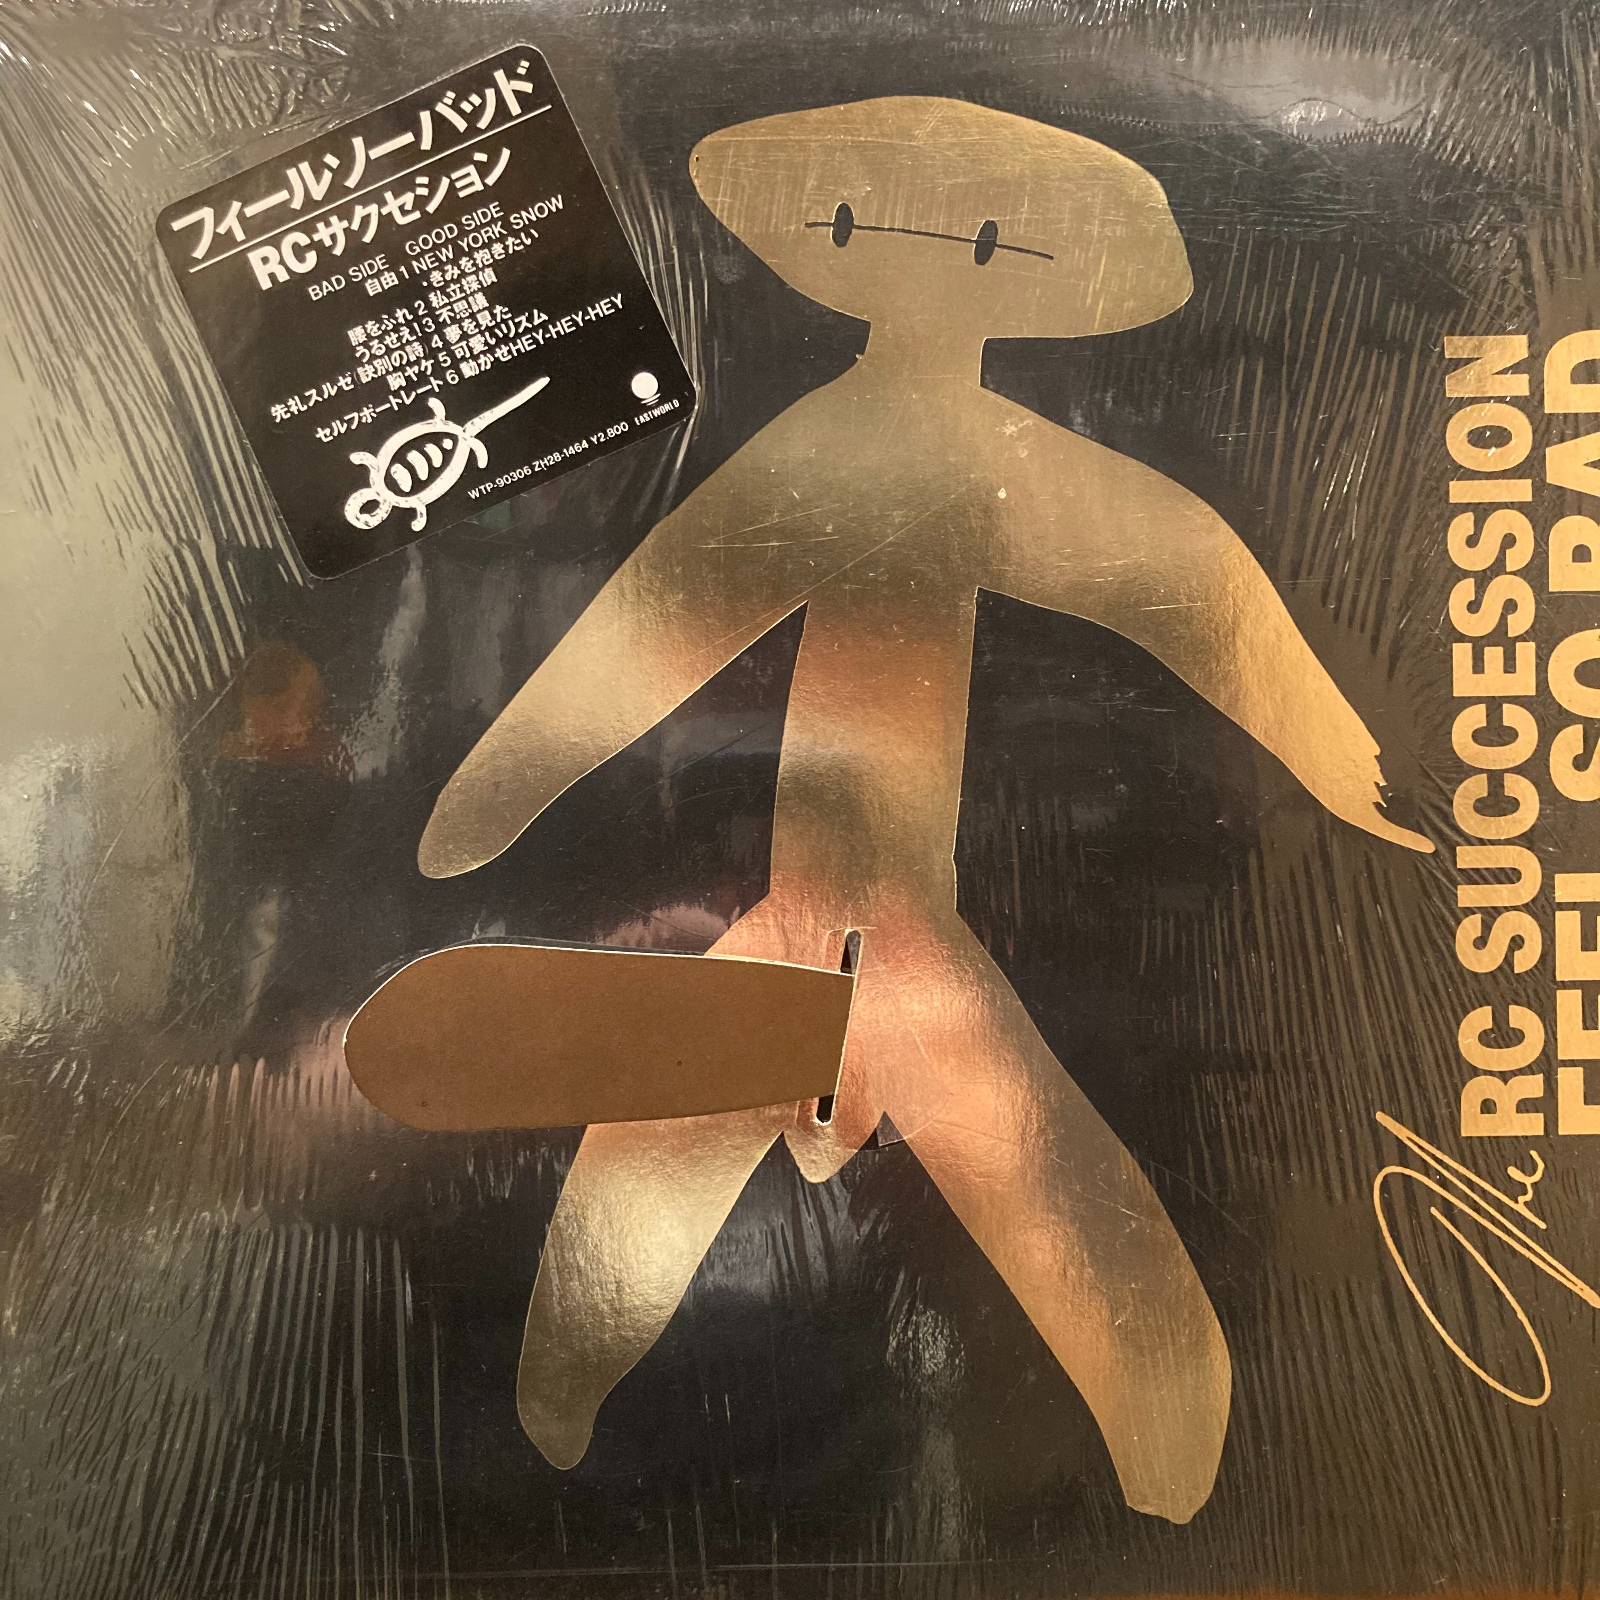 フィールソーバッド
RCサクセション
BAD SIDE GOOD SIDE
自由 1 NEW YORK SNOW
・きみを抱きたい
腰をふれ 2 私立探偵
うるせえ! 3 不思議
先礼スルゼ(訣別の詩) 4 夢を見た
胸ヤケ 5 可愛いリズム
セルフポートレート 6 動かせHEY-HEY-HEY
WTP-90306 ZH28-1464 ¥2.800
EASTWORLD
The RC SUCCESSION
FEEL SO BAD